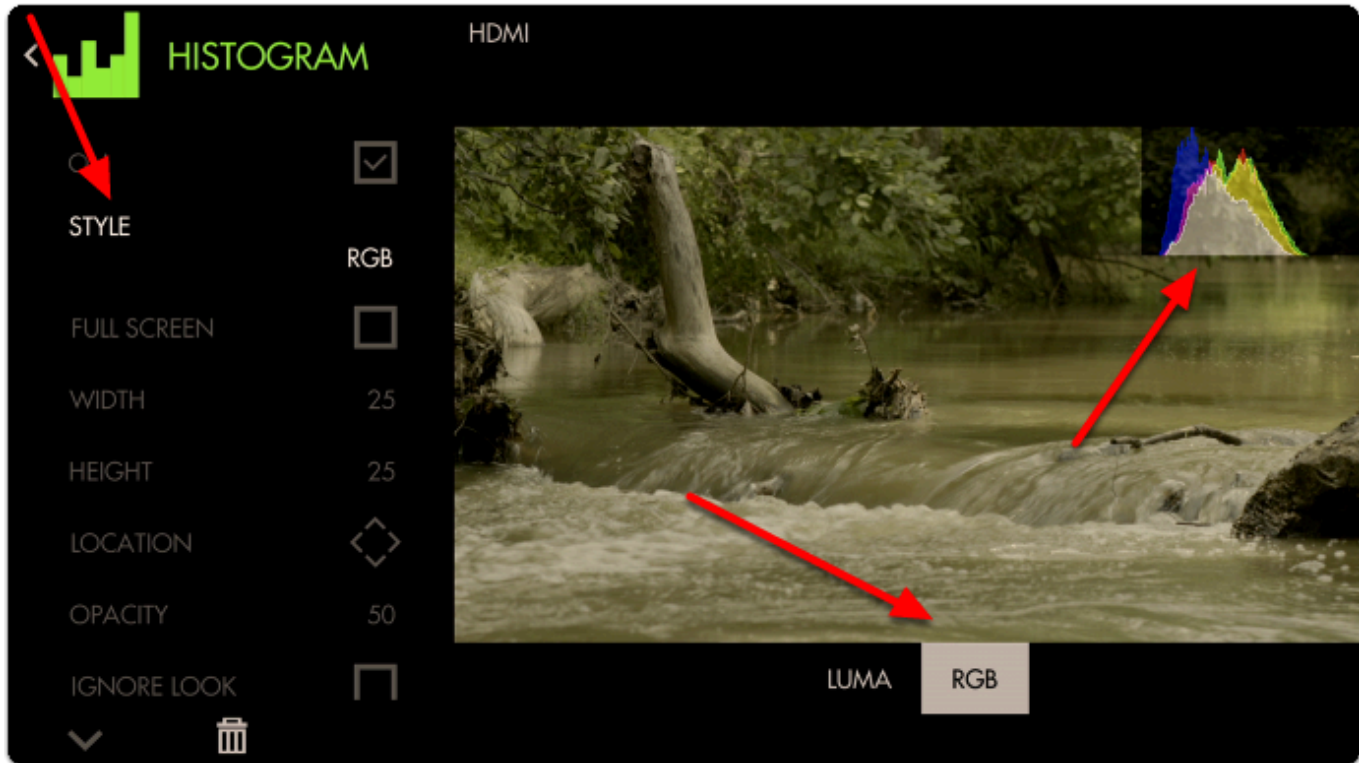 HISTOGRAM
HDMI
STYLE
RGB
FULL SCREEN
WIDTH 25
HEIGHT 25
LOCATION
OPACITY 50
IGNORE LOOK
LUMA RGB